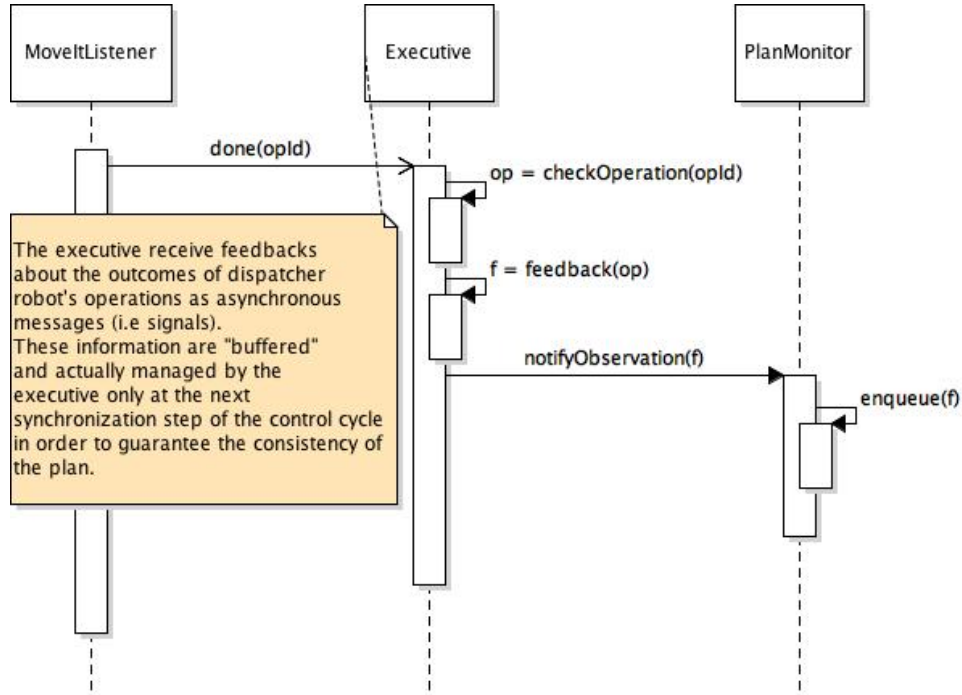 MoveItListener
Executive
PlanMonitor
done(opId)
op = checkOperation(opId)
The executive receive feedbacks
about the outcomes of dispatcher
robot's operations as asynchronous
messages (i.e signals).
These information are "buffered"
and actually managed by the
executive only at the next
synchronization step of the control cycle
in order to guarantee the consistency of
the plan.
f = feedback(op)
notifyObservation(f)
enqueue(f)